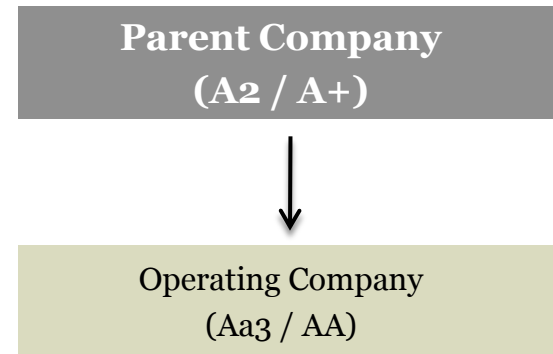 Parent Company
(A2 / A+)
Operating Company
(Aa3 / AA)